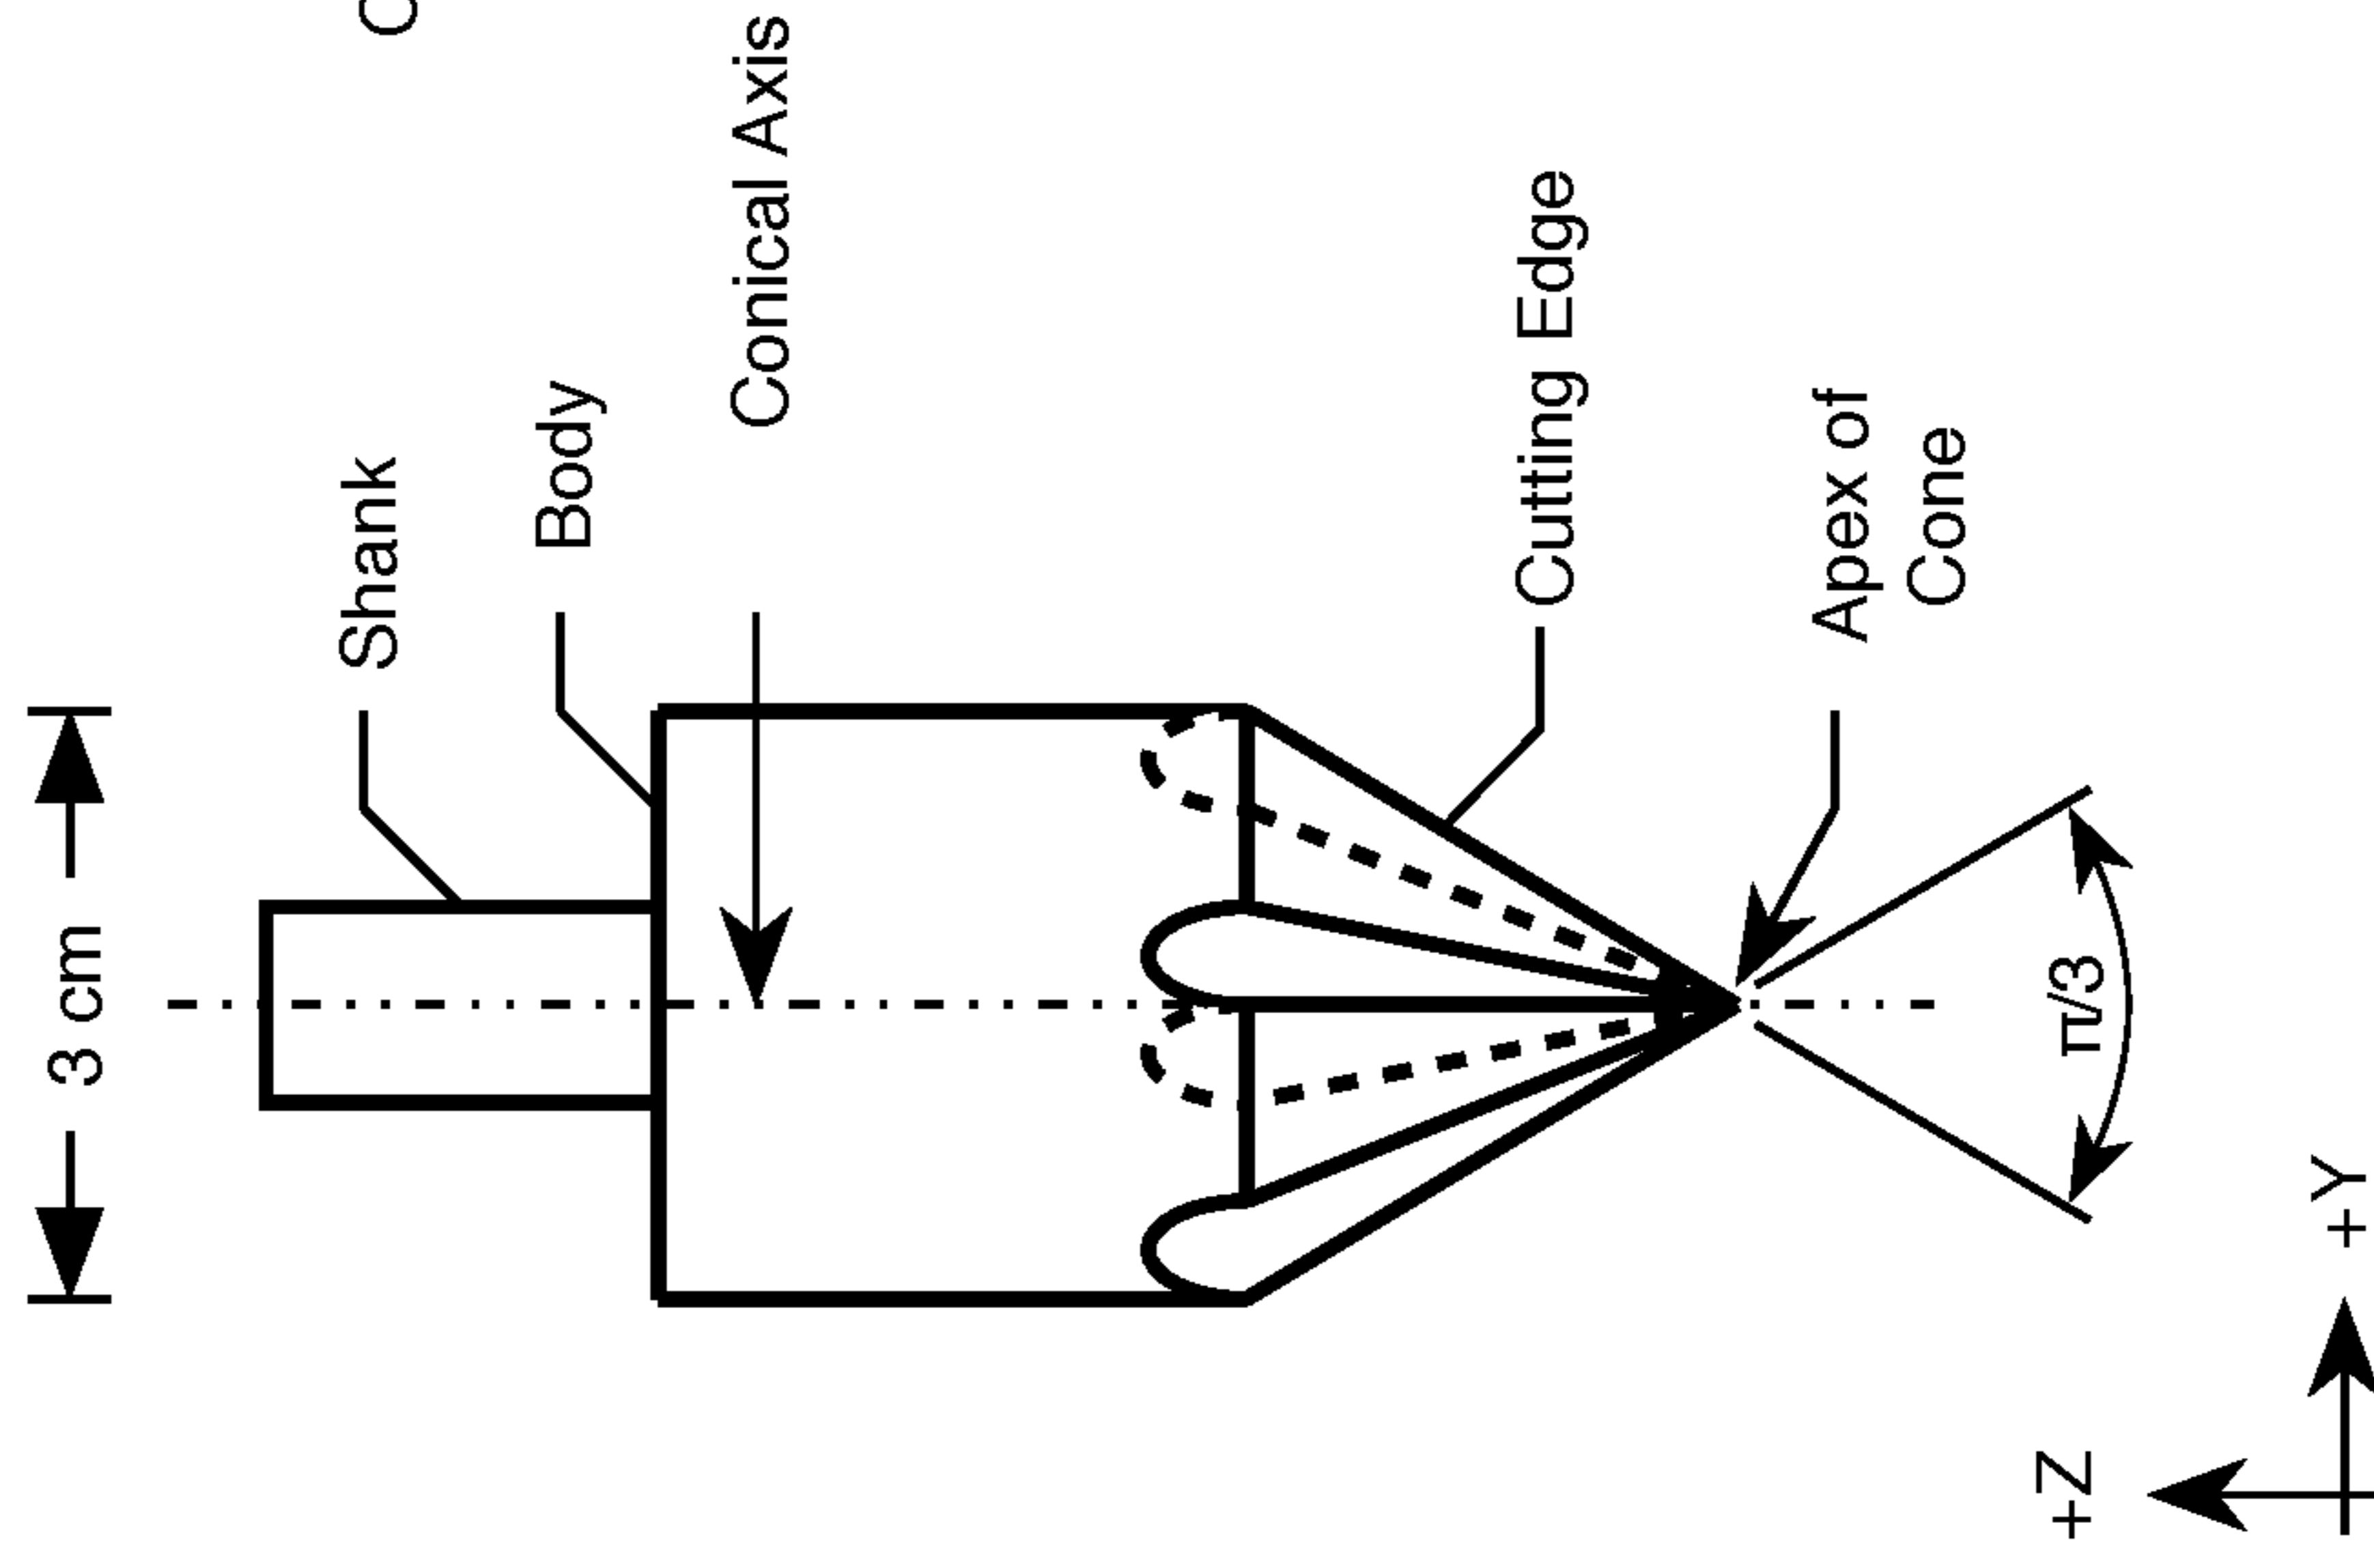 3 cm
C
Shank
Body
Conical Axis
Cutting Edge
Apex of
Cone
π/3
+Z
+Y